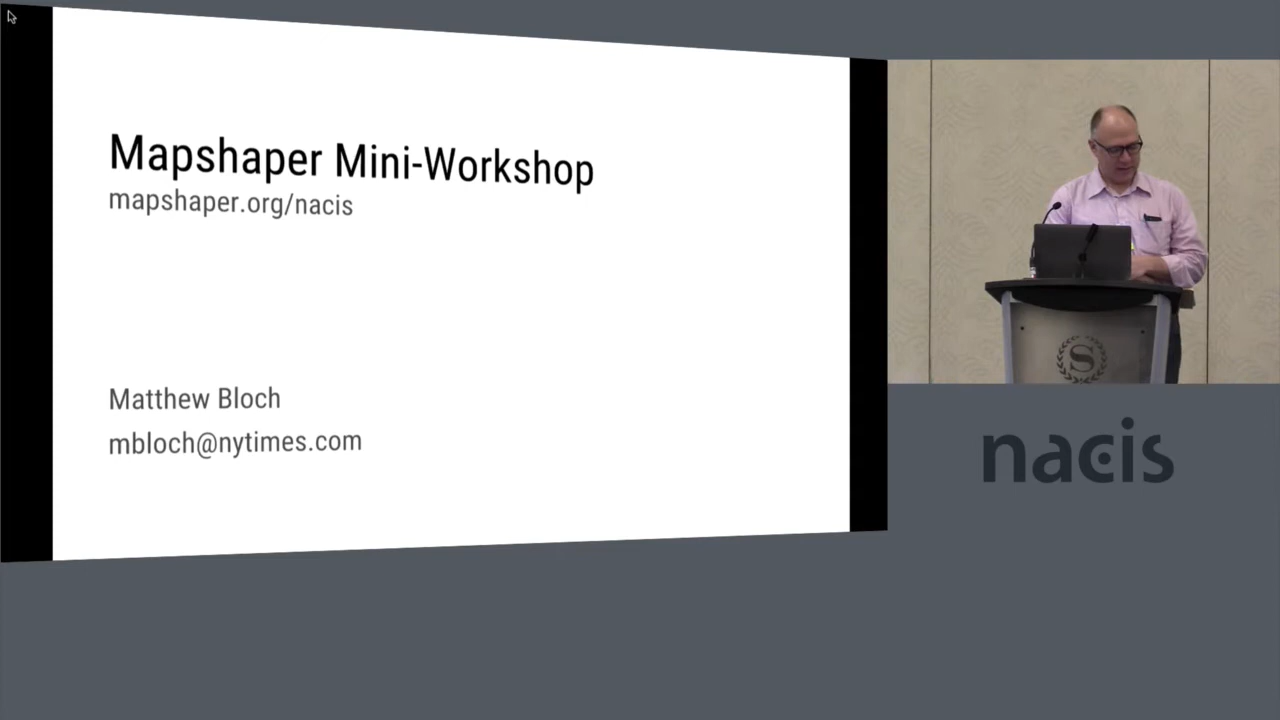 Mapshaper Mini-Workshop
mapshaper.org/nacis
Matthew Bloch
mbloch@nytimes.com
S
nacis